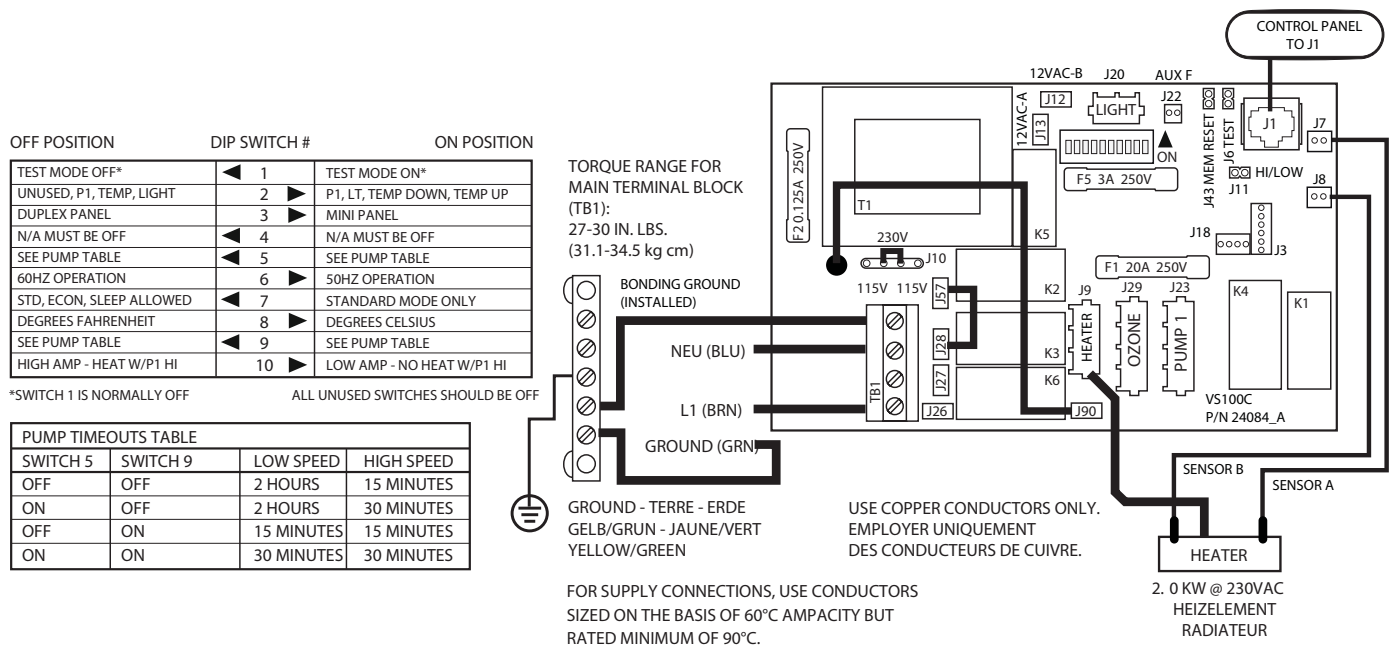 CONTROL PANEL
TO J1
OFF POSITION DIP SWITCH # ON POSITION
TEST MODE OFF* 1 TEST MODE ON*
UNUSED, P1, TEMP, LIGHT 2 P1, LT, TEMP DOWN, TEMP UP
DUPLEX PANEL 3 MINI PANEL
N/A MUST BE OFF 4 N/A MUST BE OFF
SEE PUMP TABLE 5 SEE PUMP TABLE
60HZ OPERATION 6 50HZ OPERATION
STD, ECON, SLEEP ALLOWED 7 STANDARD MODE ONLY
DEGREES FAHRENHEIT 8 DEGREES CELSIUS
SEE PUMP TABLE 9 SEE PUMP TABLE
HIGH AMP - HEAT W/P1 HI 10 LOW AMP - NO HEAT W/P1 HI
*SWITCH 1 IS NORMALLY OFF ALL UNUSED SWITCHES SHOULD BE OFF
PUMP TIMEOUTS TABLE
SWITCH 5 SWITCH 9 LOW SPEED HIGH SPEED
OFF OFF 2 HOURS 15 MINUTES
ON OFF 2 HOURS 30 MINUTES
OFF ON 15 MINUTES 15 MINUTES
ON ON 30 MINUTES 30 MINUTES
TORQUE RANGE FOR
MAIN TERMINAL BLOCK
(TB1):
27-30 IN. LBS.
(31.1-34.5 kg cm)
BONDING GROUND
(INSTALLED)
NEU (BLU)
L1 (BRN)
GROUND (GRN)
GROUND - TERRE - ERDE
GELB/GRUN - JAUNE/VERT
YELLOW/GREEN
FOR SUPPLY CONNECTIONS, USE CONDUCTORS
SIZED ON THE BASIS OF 60°C AMPACITY BUT
RATED MINIMUM OF 90°C.
12VAC-B J20 AUX F
J12 LIGHT J22
12VAC-A
J13
ON
J43 MEM RESET
J6 TEST
J1
J7
HI/LOW
J11
J8
F2 0.125A 250V
T1
F5 3A 250V
K5
230V
J10
115V 115V
J18
J3
F1 20A 250V
J57
K2
J9
J29
J23
K4
K1
J28
K3
HEATER
OZONE
PUMP 1
TB1
J27
K6
J26
J90
VS100C
P/N 24084_A
SENSOR B
SENSOR A
USE COPPER CONDUCTORS ONLY.
EMPLOYER UNIQUEMENT
DES CONDUCTEURS DE CUIVRE.
HEATER
2. 0 KW @ 230VAC
HEIZELEMENT
RADIATEUR